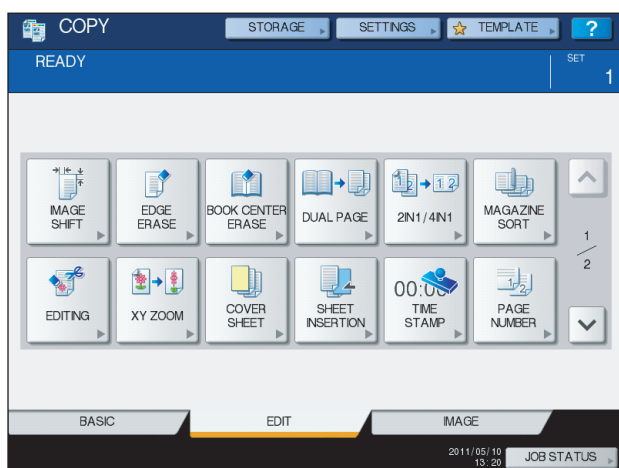 COPY
STORAGE
SETTINGS
TEMPLATE
?
READY
SET
1
IMAGE
SHIFT
EDGE
ERASE
BOOK CENTER
ERASE
DUAL PAGE
2IN1/4IN1
MAGAZINE
SORT
1
2
EDITING
XY ZOOM
COVER
SHEET
SHEET
INSERTION
00:00
TIME
STAMP
PAGE
NUMBER
BASIC
EDIT
IMAGE
2011/05/10
13:20
JOB STATUS